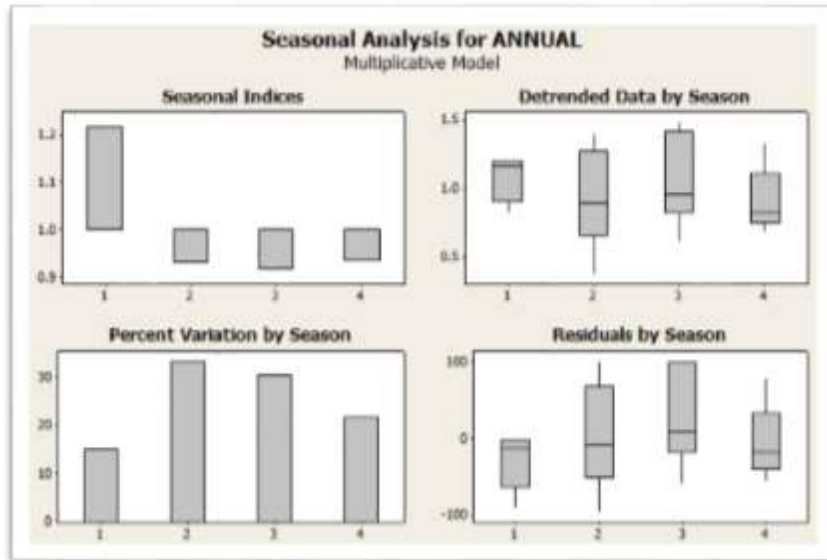 Seasonal Analysis for ANNUAL
Multiplicative Model
Seasonal Indices
1.2
1.1
1.0
0.9
1 2 3 4
Detrended Data by Season
1.5
1.0
0.5
1 2 3 4
Percent Variation by Season
30
20
10
0
1 2 3 4
Residuals by Season
100
0
-100
1 2 3 4